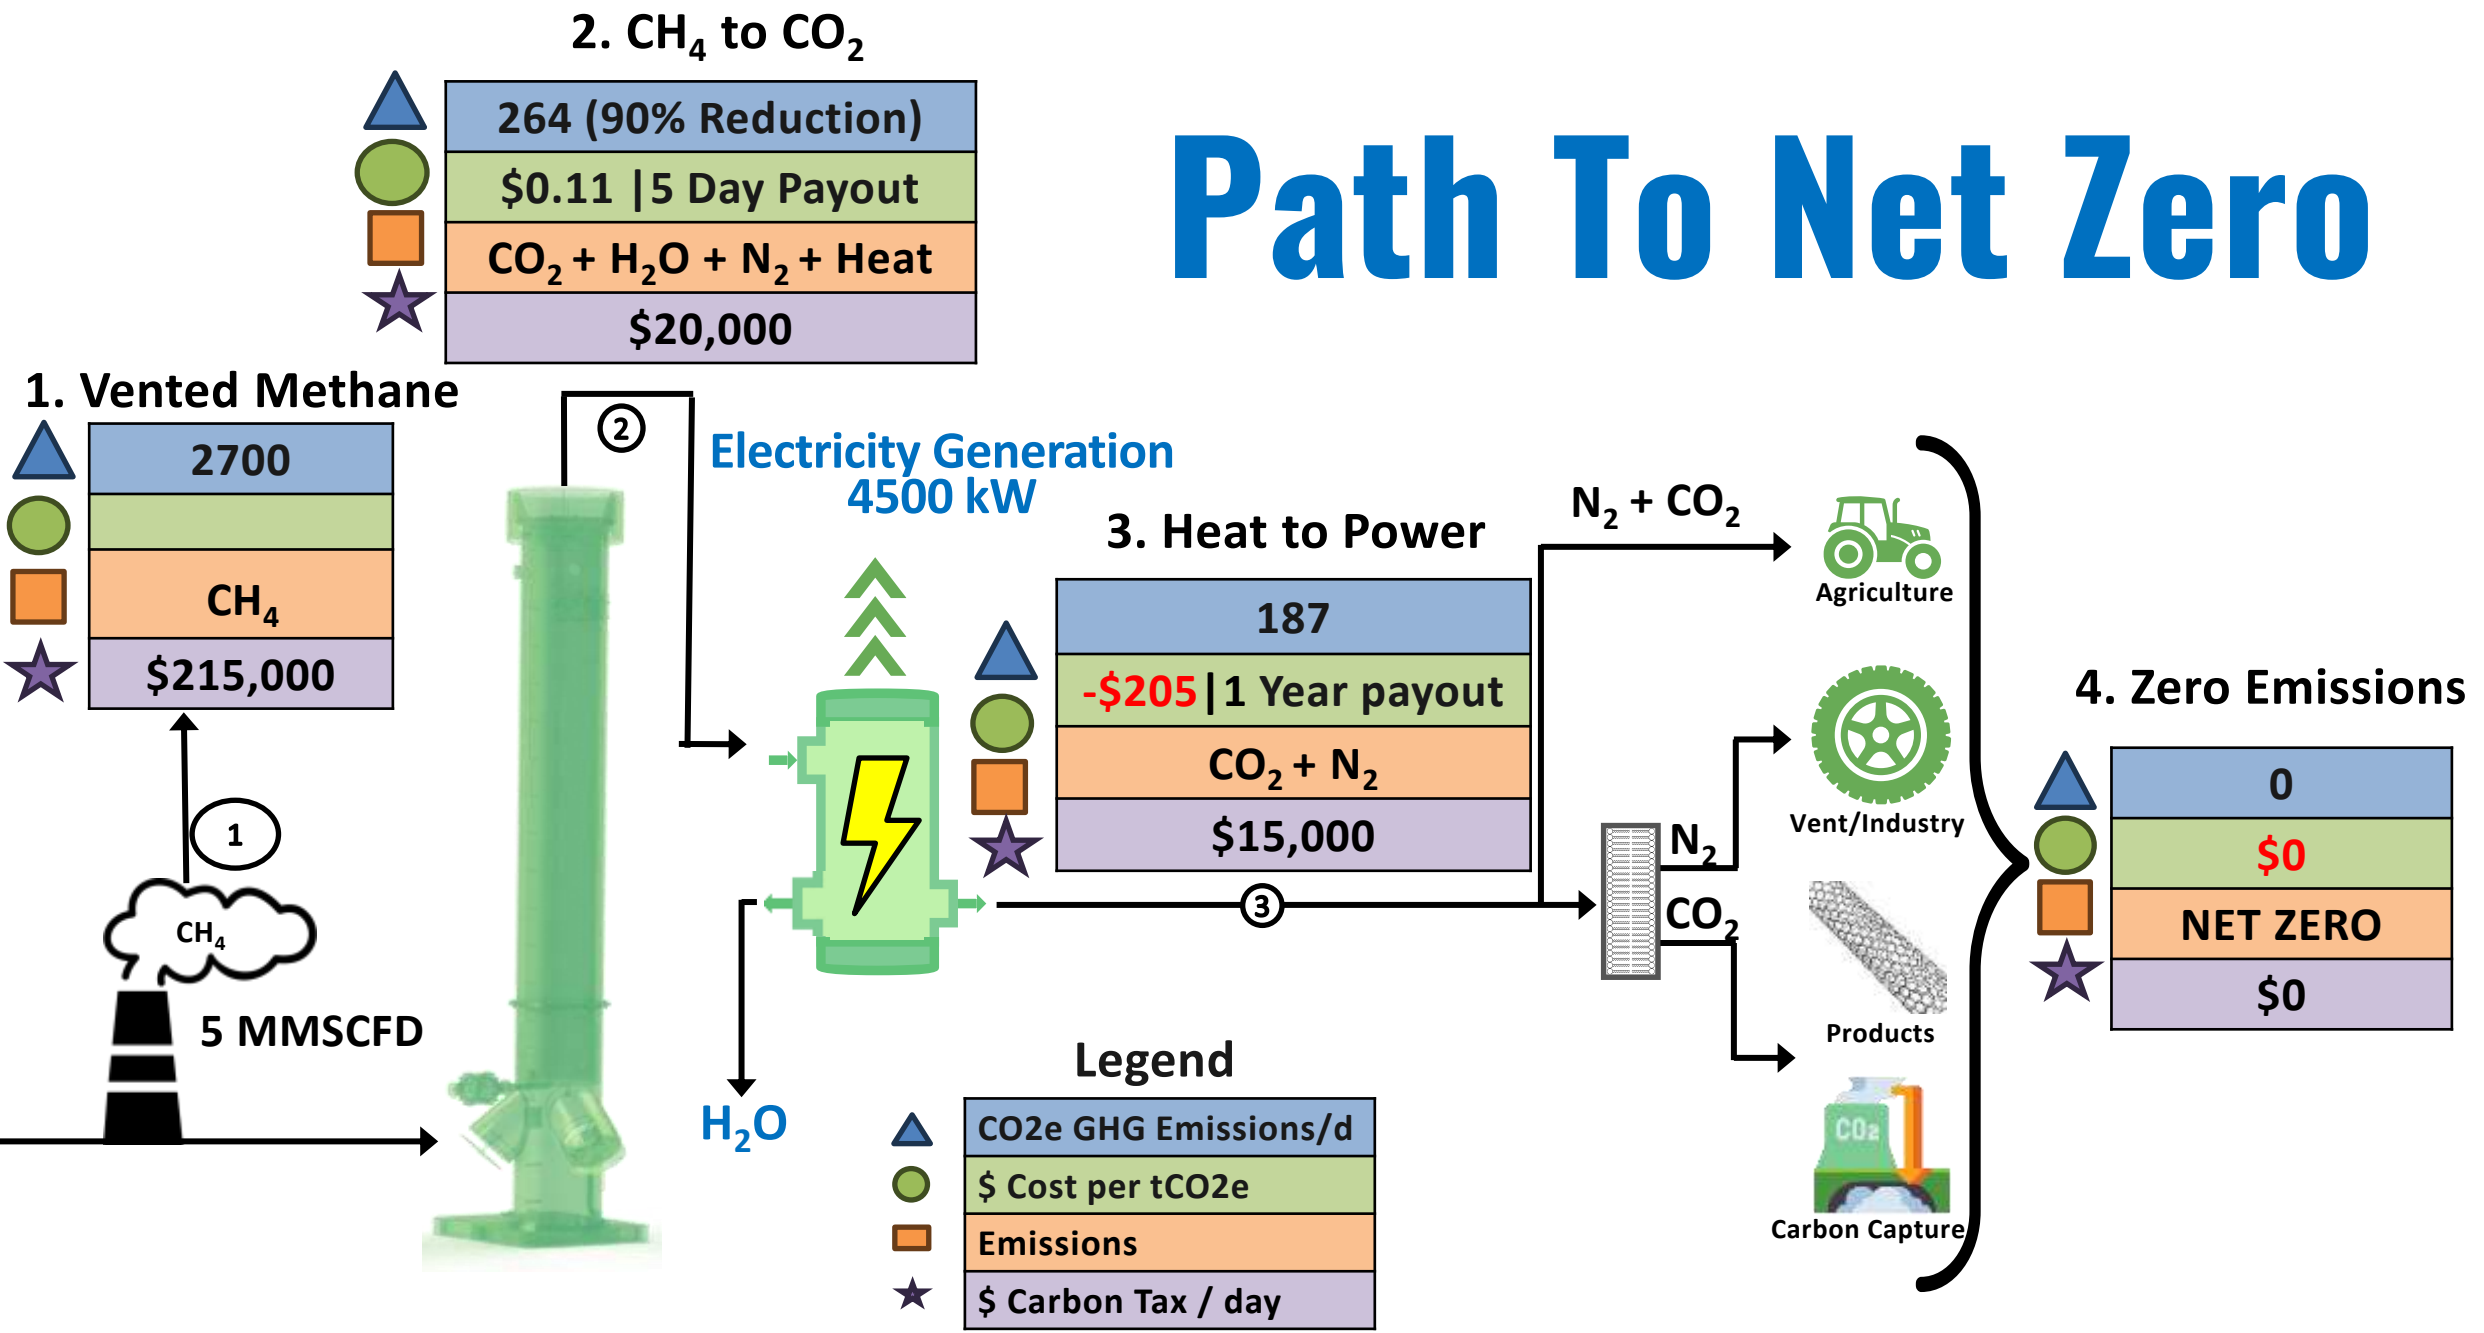 Path To Net Zero
2. CH₄ to CO₂
264 (90% Reduction)
$0.11 |5 Day Payout
CO₂ + H₂O + N₂ + Heat
$20,000
1. Vented Methane
2700
CH₄
$215,000
1
CH₄
5 MMSCFD
2
Electricity Generation
4500 kW
H₂O
3. Heat to Power
187
-$205|1 Year payout
CO₂ + N₂
$15,000
3
N₂ + CO₂
Agriculture
N₂
Vent/Industry
CO₂
Products
CO₂
Carbon Capture
4. Zero Emissions
0
$0
NET ZERO
$0
Legend
CO2e GHG Emissions/d
$ Cost per tCO2e
Emissions
$ Carbon Tax / day